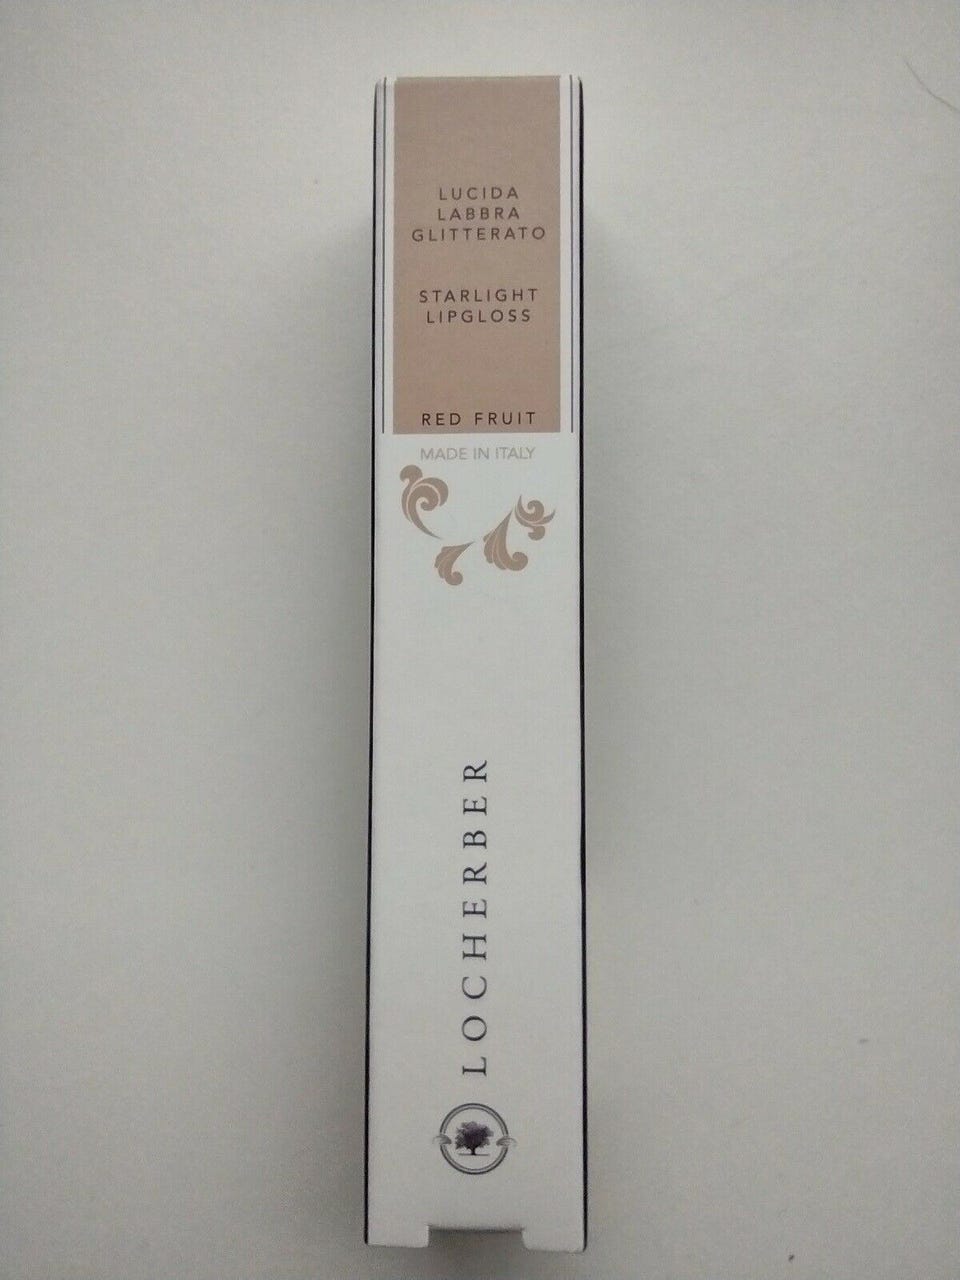 LUCIDA
LABBRA
GLITTERATO
STARLIGHT
LIPGLOSS
RED FRUIT
MADE IN ITALY
LOCHERBER